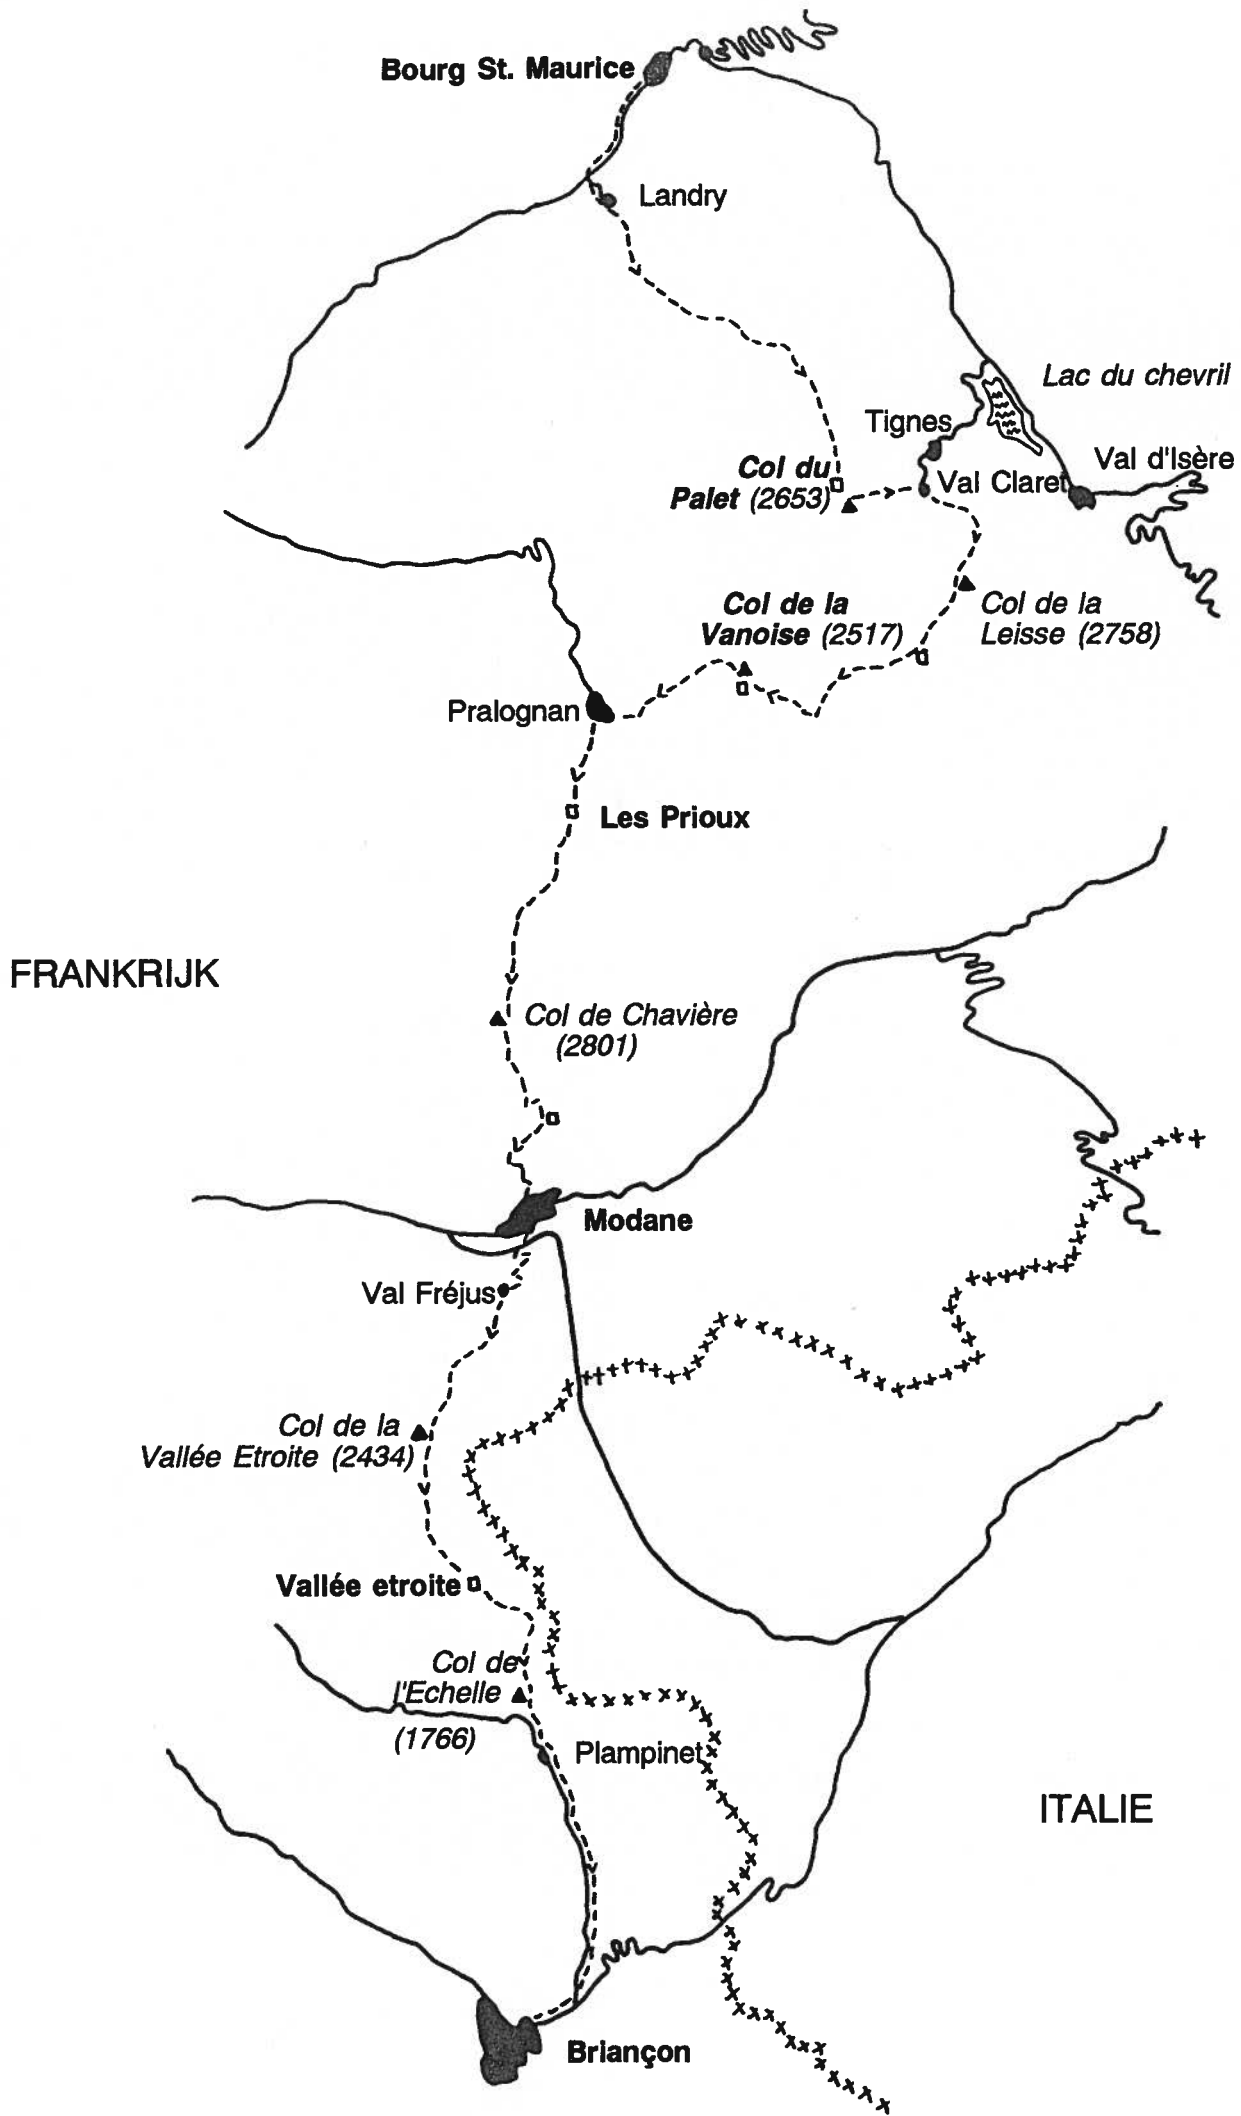 Bourg St. Maurice
Landry
Lac du chevril
Tignes
Val d'Isère
Col du
Palet (2653)
Val Claret
Col de la
Vanoise (2517)
Col de la
Leisse (2758)
Pralognan
Les Prioux
FRANKRIJK
Col de Chavière
(2801)
Modane
Val Fréjus
Col de la
Vallée Etroite (2434)
Vallée etroite
Col de
l'Echelle
(1766)
Plampinet
ITALIE
Briançon